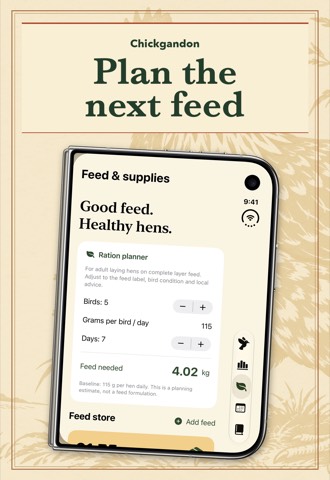 Chickgandon
Plan the
next feed
Feed & supplies
9:41
Good feed.
Healthy hens.
Ration planner
For adult laying hens on complete layer feed.
Adjust to the feed label, bird condition and local
advice.
Birds: 5
− +
Grams per bird / day
115
Days: 7
− +
Feed needed
4.02 kg
Baseline: 115 g per hen daily. This is a planning
estimate, not a feed formulation.
Feed store
Add feed